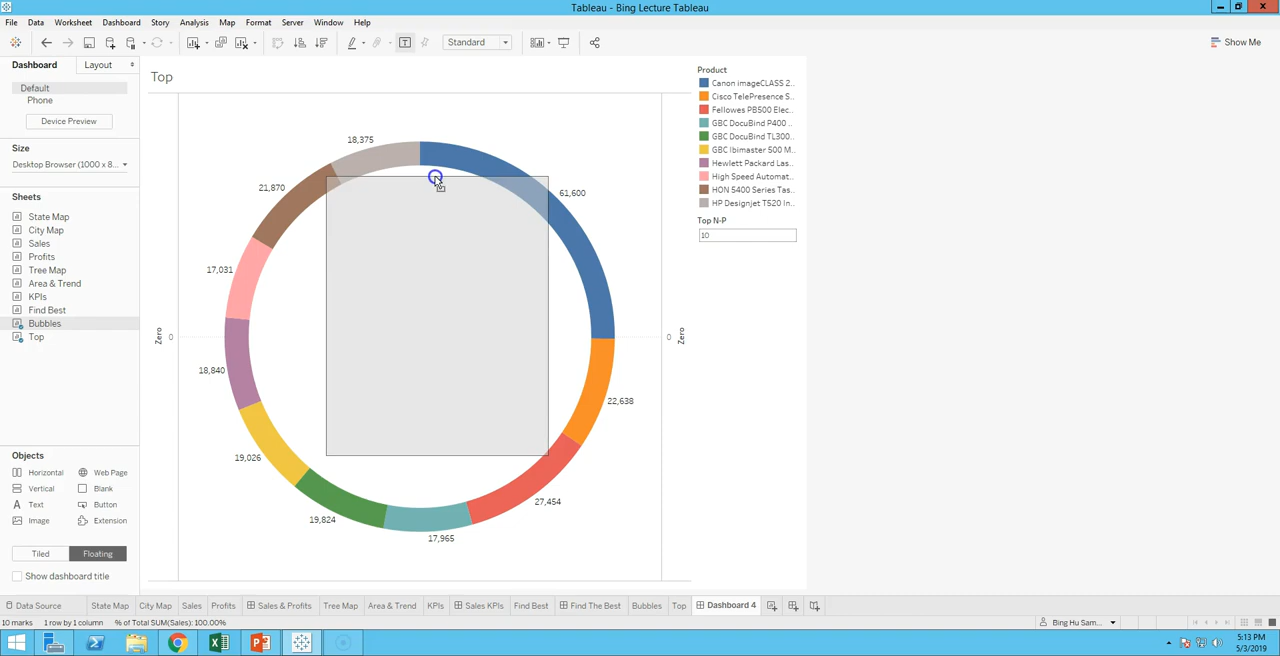 Tableau - Bing Lecture Tableau
File Data Worksheet Dashboard Story Analysis Map Format Server Window Help
Standard
Show Me
Dashboard Layout
Default
Phone
Device Preview
Size
Desktop Browser (1000 x 8...
Sheets
State Map
City Map
Sales
Profits
Tree Map
Area & Trend
KPIs
Find Best
Bubbles
Top
Objects
Horizontal Web Page
Vertical Blank
Text Button
Image Extension
Tiled Floating
Show dashboard title
Top
18,375
61,600
21,870
17,031
Zero 0
0 Zero
18,840
22,638
19,026
27,454
19,824
17,965
Product
Canon imageCLASS 2..
Cisco TelePresence S..
Fellowes PB500 Elec..
GBC DocuBind P400 ..
GBC DocuBind TL300..
GBC Ibimaster 500 M..
Hewlett Packard Las..
High Speed Automat..
HON 5400 Series Tas..
HP Designjet T520 In..
Top N-P
10
Data Source State Map City Map Sales Profits Sales & Profits Tree Map Area & Trend KPIs Sales KPIs Find Best Find The Best Bubbles Top Dashboard 4
10 marks 1 row by 1 column % of Total SUM(Sales): 100.00%
Bing Hu Sam...
5:13 PM
5/3/2019